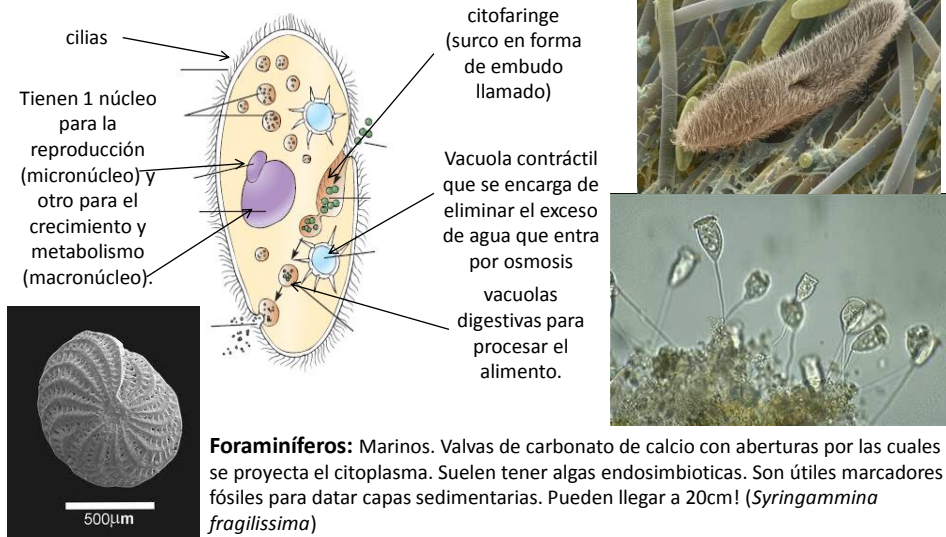 cilias
Tienen 1 núcleo
para la
reproducción
(micronúcleo) y
otro para el
crecimiento y
metabolismo
(macronúcleo).
citofaringe
(surco en forma
de embudo
llamado)
Vacuola contráctil
que se encarga de
eliminar el exceso
de agua que entra
por osmosis
vacuolas
digestivas para
procesar el
alimento.
500µm
Foraminíferos: Marinos. Valvas de carbonato de calcio con aberturas por las cuales
se proyecta el citoplasma. Suelen tener algas endosimbioticas. Son útiles marcadores
fósiles para datar capas sedimentarias. Pueden llegar a 20cm! (Syringammina
fragilissima)